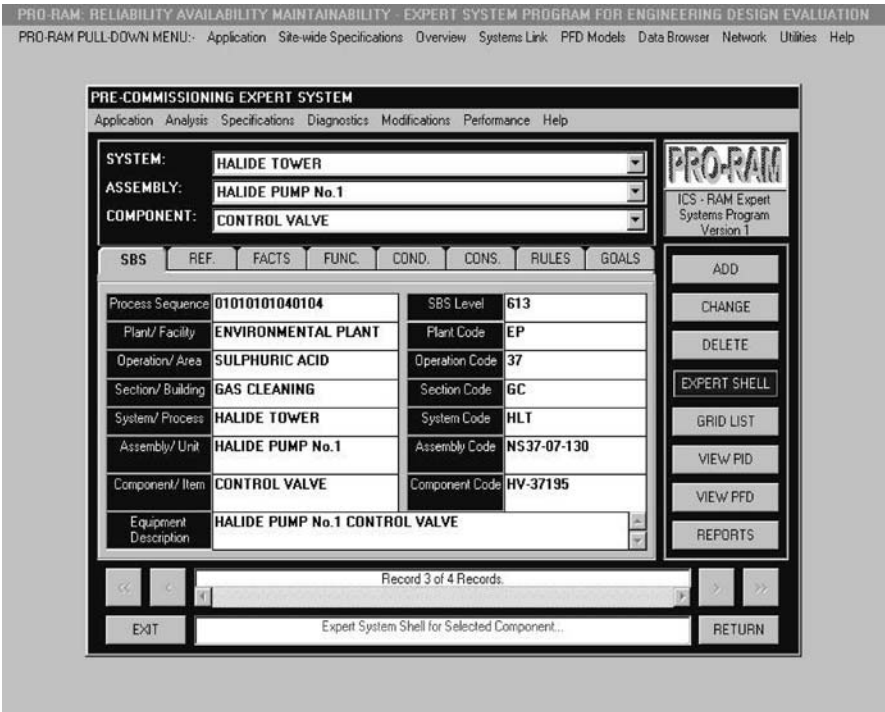 PRO-RAM: RELIABILITY AVAILABILITY MAINTAINABILITY - EXPERT SYSTEM PROGRAM FOR ENGINEERING DESIGN EVALUATION
PRO-RAM PULL-DOWN MENU:- Application Site-wide Specifications Overview Systems Link PFD Models Data Browser Network Utilities Help
PRE-COMMISSIONING EXPERT SYSTEM
Application Analysis Specifications Diagnostics Modifications Performance Help
SYSTEM: HALIDE TOWER
ASSEMBLY: HALIDE PUMP No.1
COMPONENT: CONTROL VALVE
PRO-RAM
ICS - RAM Expert
Systems Program
Version 1
SBS REF. FACTS FUNC. COND. CONS. RULES GOALS
Process Sequence 01010101040104 SBS Level 613
Plant/ Facility ENVIRONMENTAL PLANT Plant Code EP
Operation/ Area SULPHURIC ACID Operation Code 37
Section/ Building GAS CLEANING Section Code GC
System/ Process HALIDE TOWER System Code HLT
Assembly/ Unit HALIDE PUMP No.1 Assembly Code NS37-07-130
Component/ Item CONTROL VALVE Component Code HV-37195
Equipment Description HALIDE PUMP No.1 CONTROL VALVE
ADD
CHANGE
DELETE
EXPERT SHELL
GRID LIST
VIEW PID
VIEW PFD
REPORTS
<< < Record 3 of 4 Records. > >>
EXIT Expert System Shell for Selected Component... RETURN